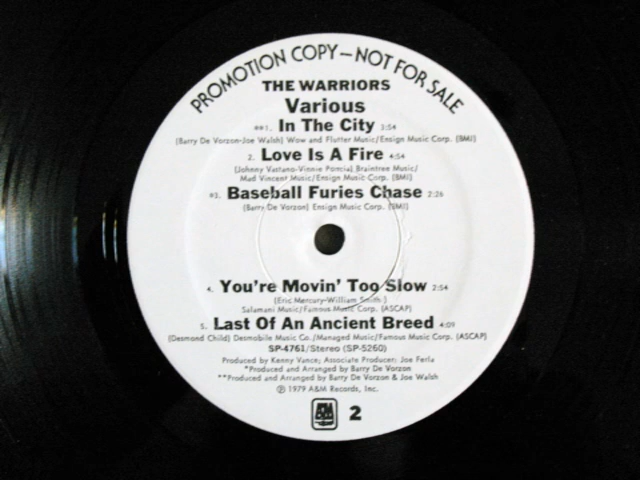 PROMOTION COPY—NOT FOR SALE
THE WARRIORS
Various
**1. In The City 3:54
(Barry De Vorzon-Joe Walsh) Wow and Flutter Music/Ensign Music Corp. (BMI)
2. Love Is A Fire 4:54
(Johnny Vastano-Vinnie Poncia) Braintree Music/
Mad Vincent Music/Ensign Music Corp. (BMI)
*3. Baseball Furies Chase 2:26
(Barry De Vorzon) Ensign Music Corp. (BMI)
4. You're Movin' Too Slow 2:54
(Eric Mercury-William Smith)
Salamani Music/Famous Music Corp. (ASCAP)
5. Last Of An Ancient Breed 4:09
(Desmond Child) Desmobile Music Co./Managed Music/Famous Music Corp. (ASCAP)
SP-4761/Stereo (SP-5260)
Produced by Kenny Vance; Associate Producer: Joe Ferla
*Produced and Arranged by Barry De Vorzon
**Produced and Arranged by Barry De Vorzon & Joe Walsh
℗ 1979 A&M Records, Inc.
A&M 2